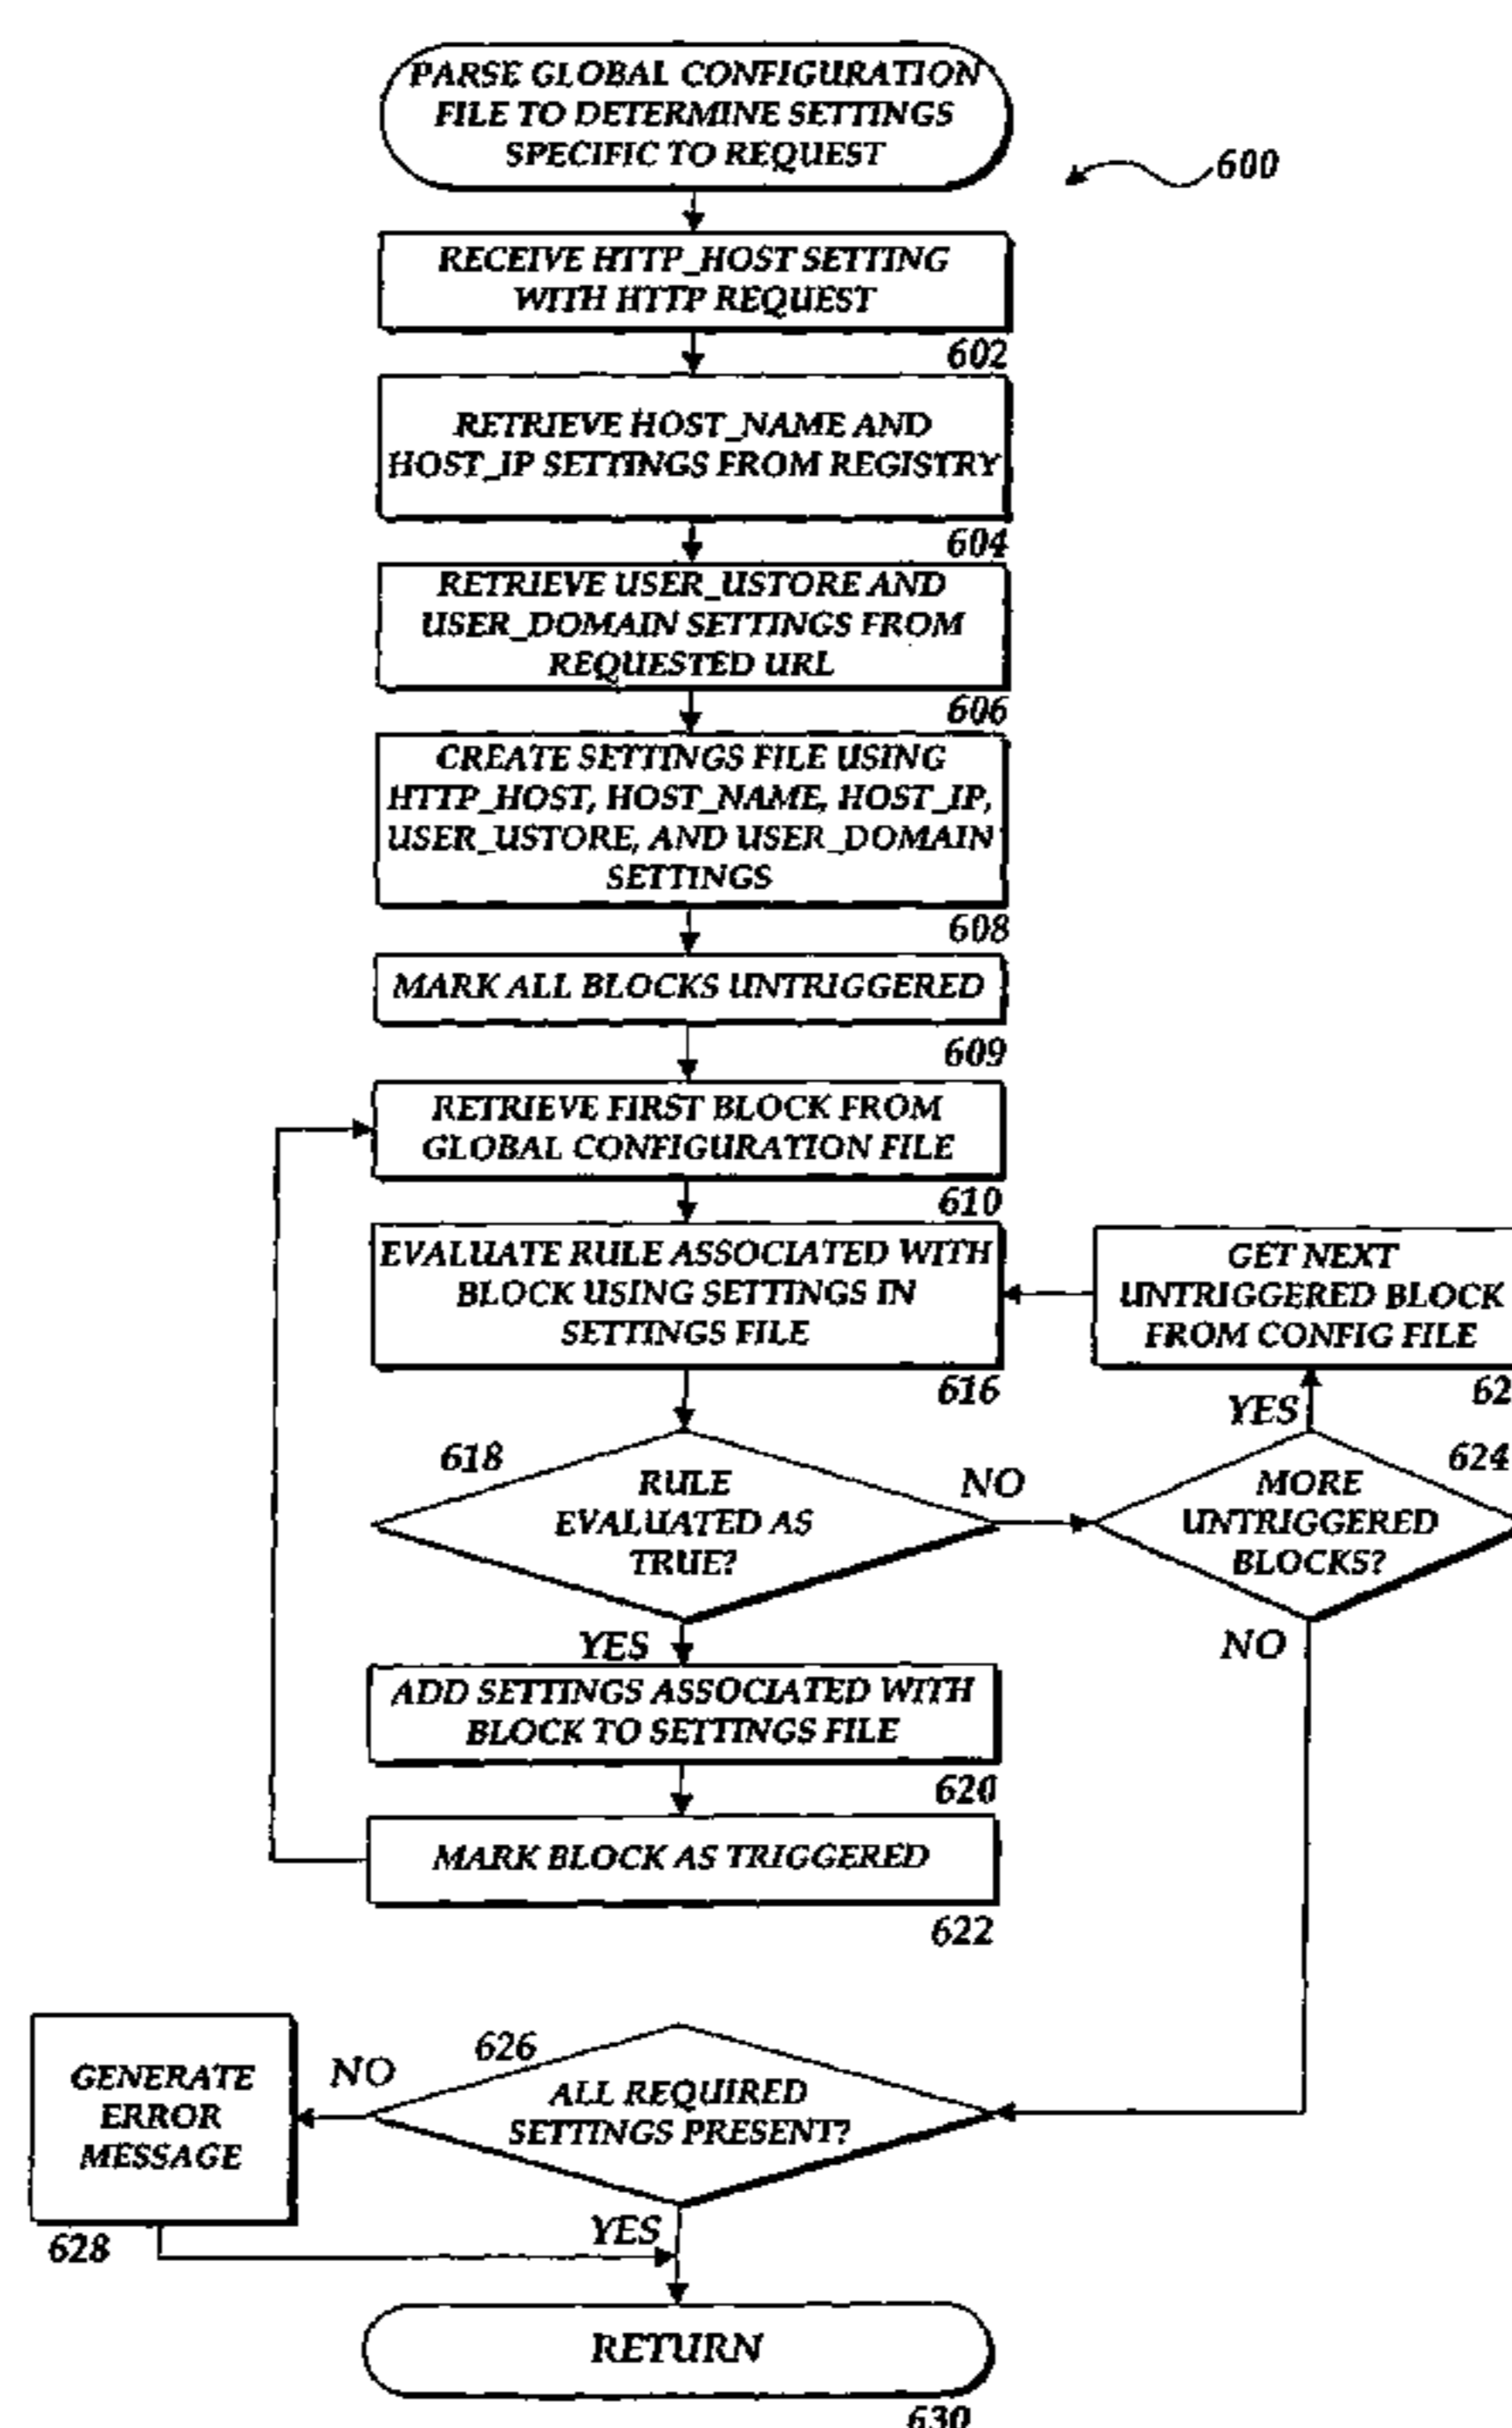 PARSE GLOBAL CONFIGURATION
FILE TO DETERMINE SETTINGS
SPECIFIC TO REQUEST
600
RECEIVE HTTP_HOST SETTING
WITH HTTP REQUEST
602
RETRIEVE HOST_NAME AND
HOST_IP SETTINGS FROM REGISTRY
604
RETRIEVE USER_USTORE AND
USER_DOMAIN SETTINGS FROM
REQUESTED URL
606
CREATE SETTINGS FILE USING
HTTP_HOST, HOST_NAME, HOST_IP,
USER_USTORE, AND USER_DOMAIN
SETTINGS
608
MARK ALL BLOCKS UNTRIGGERED
609
RETRIEVE FIRST BLOCK FROM
GLOBAL CONFIGURATION FILE
610
EVALUATE RULE ASSOCIATED WITH
BLOCK USING SETTINGS IN
SETTINGS FILE
616
GET NEXT
UNTRIGGERED BLOCK
FROM CONFIG FILE
62
YES
618
RULE
EVALUATED AS
TRUE?
NO
624
MORE
UNTRIGGERED
BLOCKS?
YES
NO
ADD SETTINGS ASSOCIATED WITH
BLOCK TO SETTINGS FILE
620
MARK BLOCK AS TRIGGERED
622
626
ALL REQUIRED
SETTINGS PRESENT?
NO
GENERATE
ERROR
MESSAGE
628
YES
RETURN
630